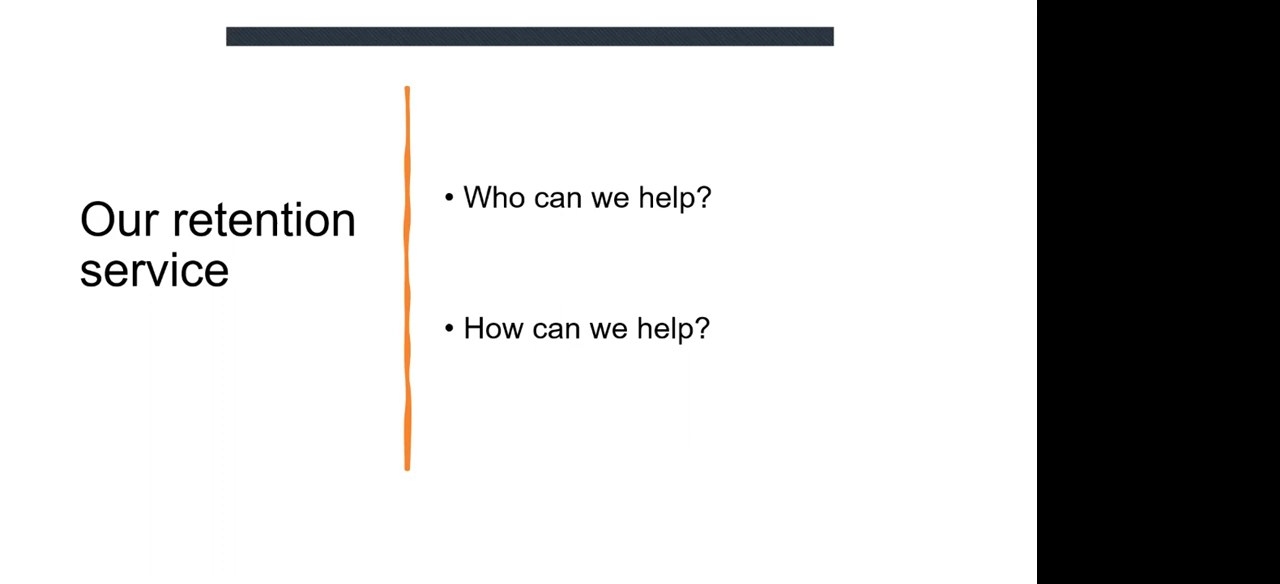 Our retention
service
• Who can we help?
• How can we help?